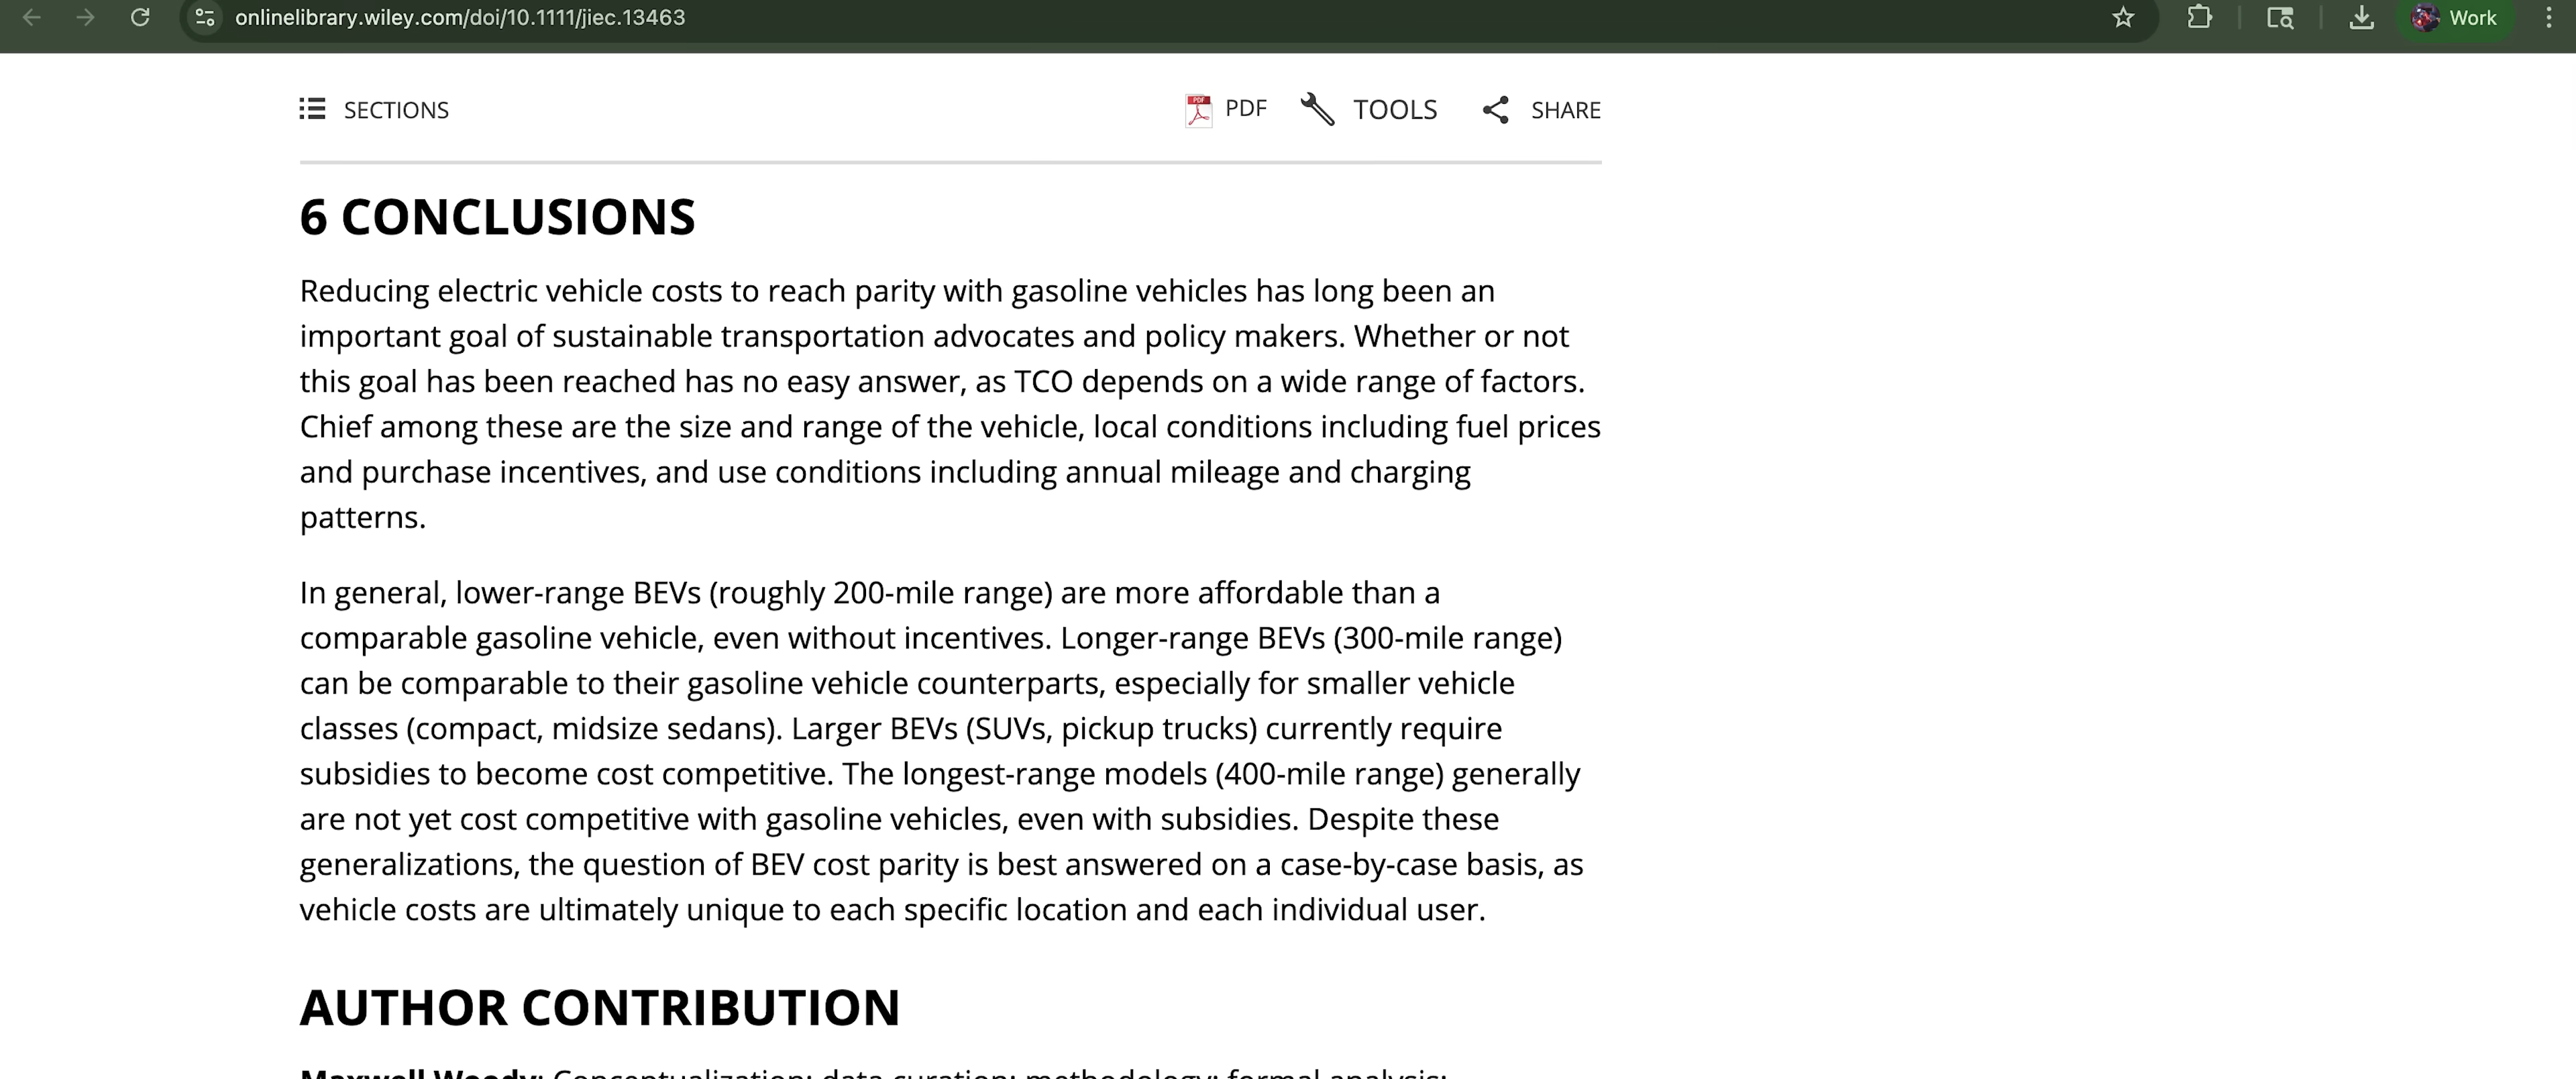 onlinelibrary.wiley.com/doi/10.1111/jiec.13463
Work
SECTIONS
PDF
TOOLS
SHARE
6 CONCLUSIONS
Reducing electric vehicle costs to reach parity with gasoline vehicles has long been an
important goal of sustainable transportation advocates and policy makers. Whether or not
this goal has been reached has no easy answer, as TCO depends on a wide range of factors.
Chief among these are the size and range of the vehicle, local conditions including fuel prices
and purchase incentives, and use conditions including annual mileage and charging
patterns.
In general, lower-range BEVs (roughly 200-mile range) are more affordable than a
comparable gasoline vehicle, even without incentives. Longer-range BEVs (300-mile range)
can be comparable to their gasoline vehicle counterparts, especially for smaller vehicle
classes (compact, midsize sedans). Larger BEVs (SUVs, pickup trucks) currently require
subsidies to become cost competitive. The longest-range models (400-mile range) generally
are not yet cost competitive with gasoline vehicles, even with subsidies. Despite these
generalizations, the question of BEV cost parity is best answered on a case-by-case basis, as
vehicle costs are ultimately unique to each specific location and each individual user.
AUTHOR CONTRIBUTION
Maxwell Woody: Conceptualization; data curation; methodology; formal analysis;